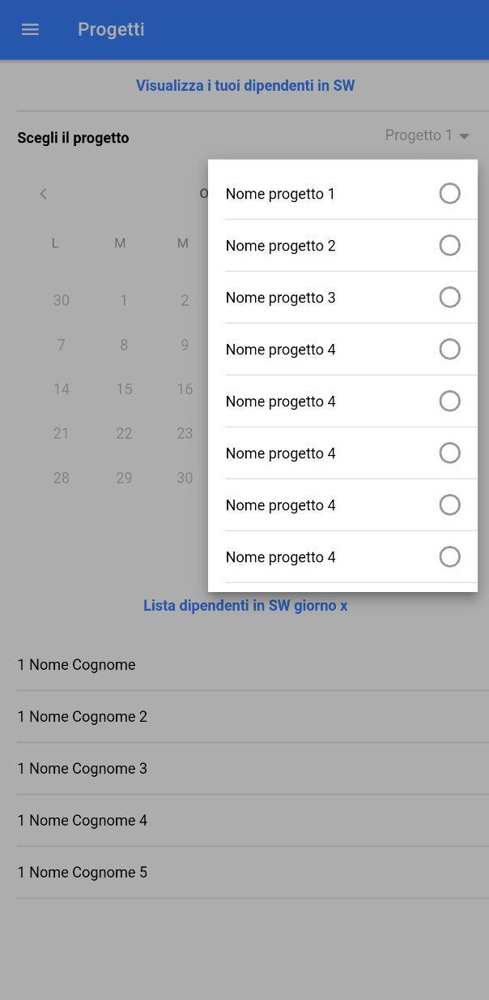 Progetti
Visualizza i tuoi dipendenti in SW
Scegli il progetto
Progetto 1
L M M
30 1 2
7 8 9
14 15 16
21 22 23
28 29 30
Nome progetto 1
Nome progetto 2
Nome progetto 3
Nome progetto 4
Nome progetto 4
Nome progetto 4
Nome progetto 4
Nome progetto 4
Lista dipendenti in SW giorno x
1 Nome Cognome
1 Nome Cognome 2
1 Nome Cognome 3
1 Nome Cognome 4
1 Nome Cognome 5